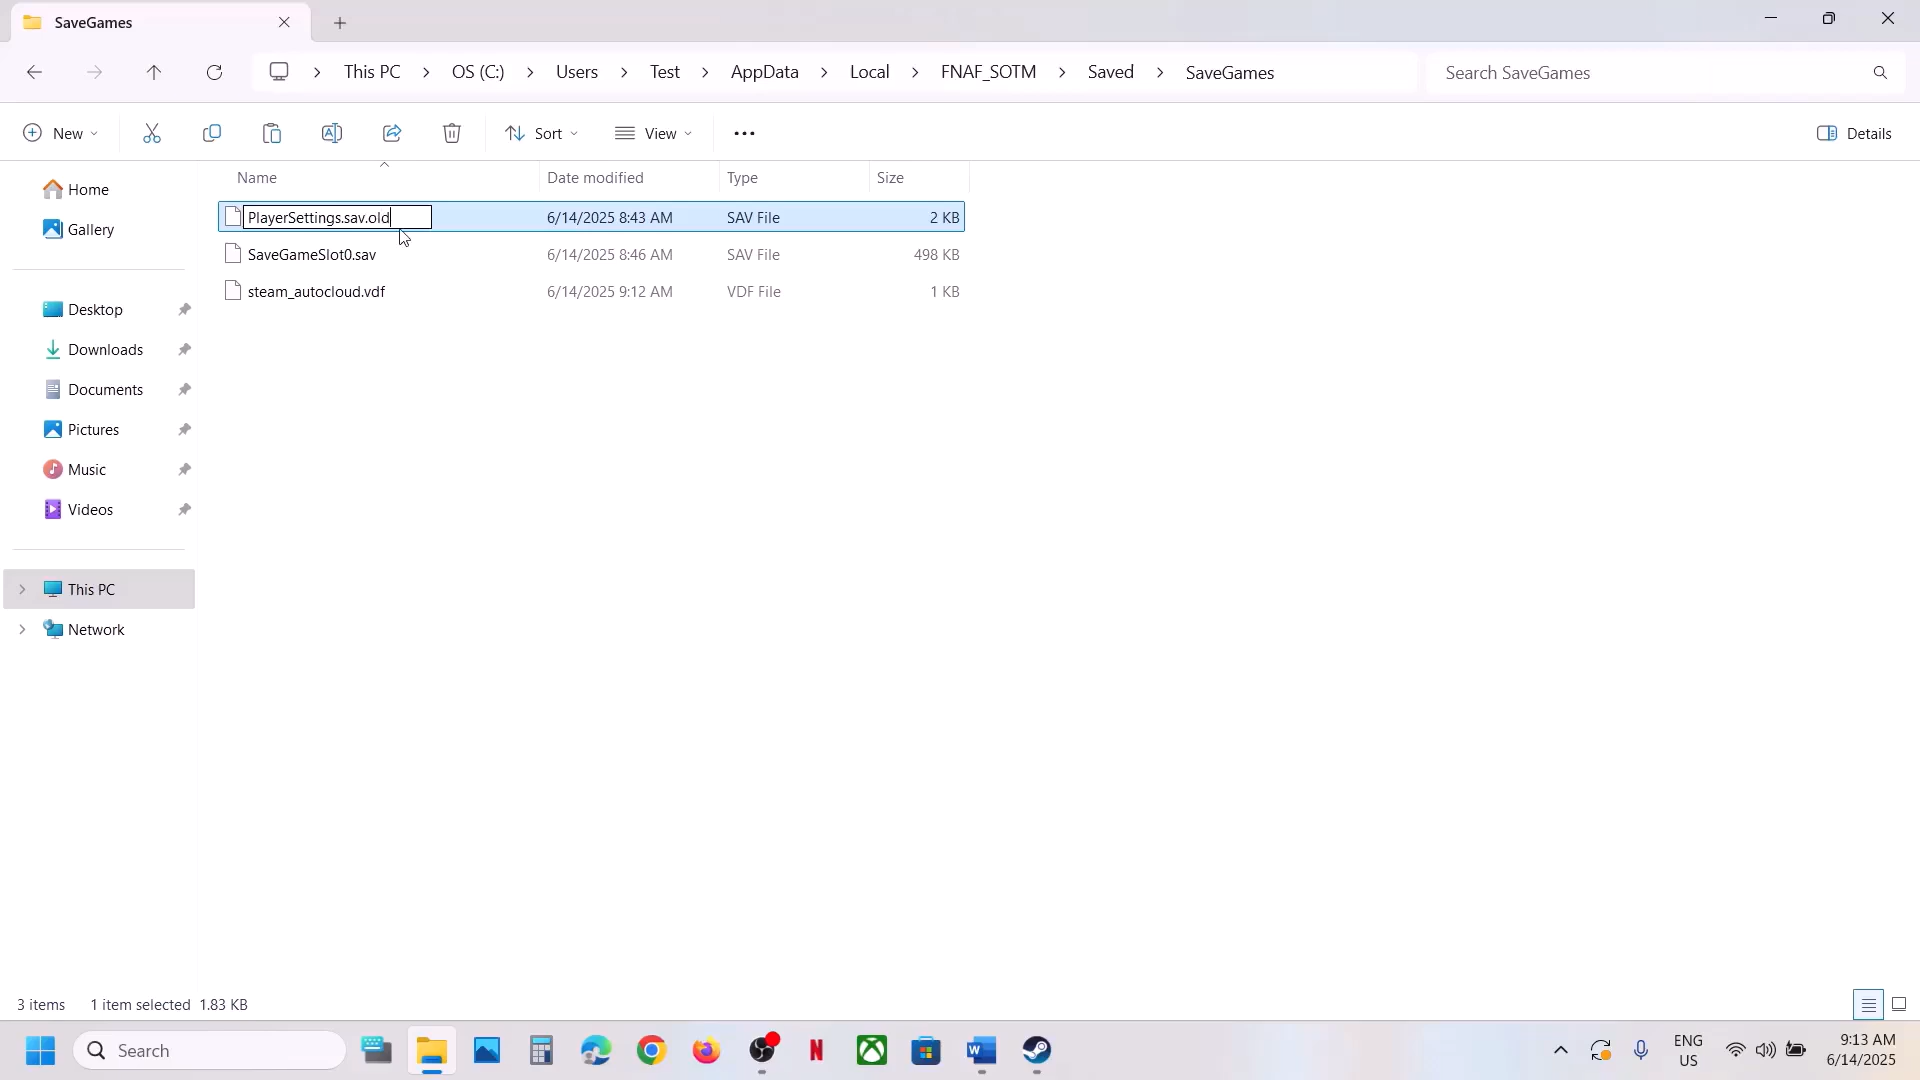 SaveGames
This PC
OS (C:)
Users
Test
AppData
Local
FNAF_SOTM
Saved
SaveGames
Search SaveGames
New
Sort
View
Details
Name
Date modified
Type
Size
PlayerSettings.sav.old
6/14/2025 8:43 AM
SAV File
2 KB
SaveGameSlot0.sav
6/14/2025 8:46 AM
SAV File
498 KB
steam_autocloud.vdf
6/14/2025 9:12 AM
VDF File
1 KB
Home
Gallery
Desktop
Downloads
Documents
Pictures
Music
Videos
This PC
Network
3 items
1 item selected 1.83 KB
Search
ENG
US
9:13 AM
6/14/2025